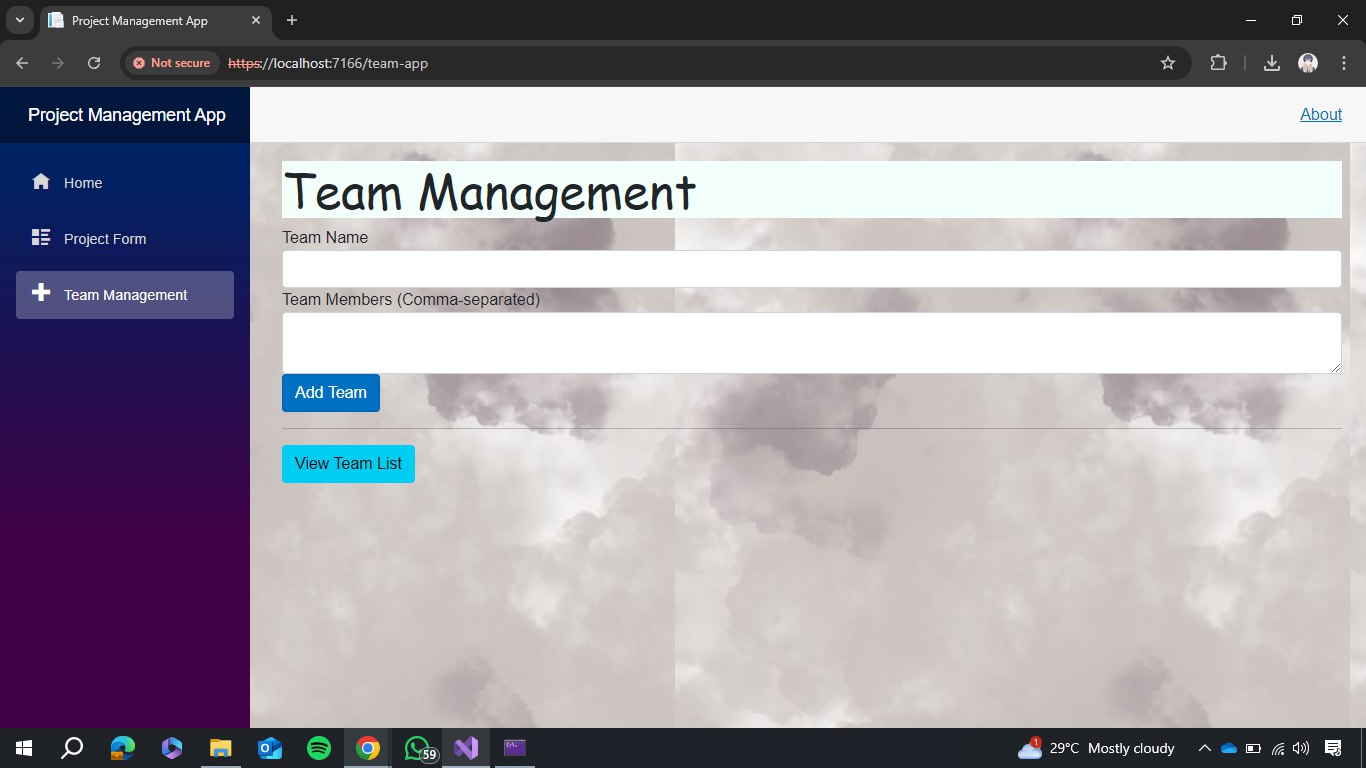 Project Management App
Not secure
https://localhost:7166/team-app
Project Management App
About
Home
Project Form
Team Management
Team Management
Team Name
Team Members (Comma-separated)
Add Team
View Team List
59
1
29°C Mostly cloudy